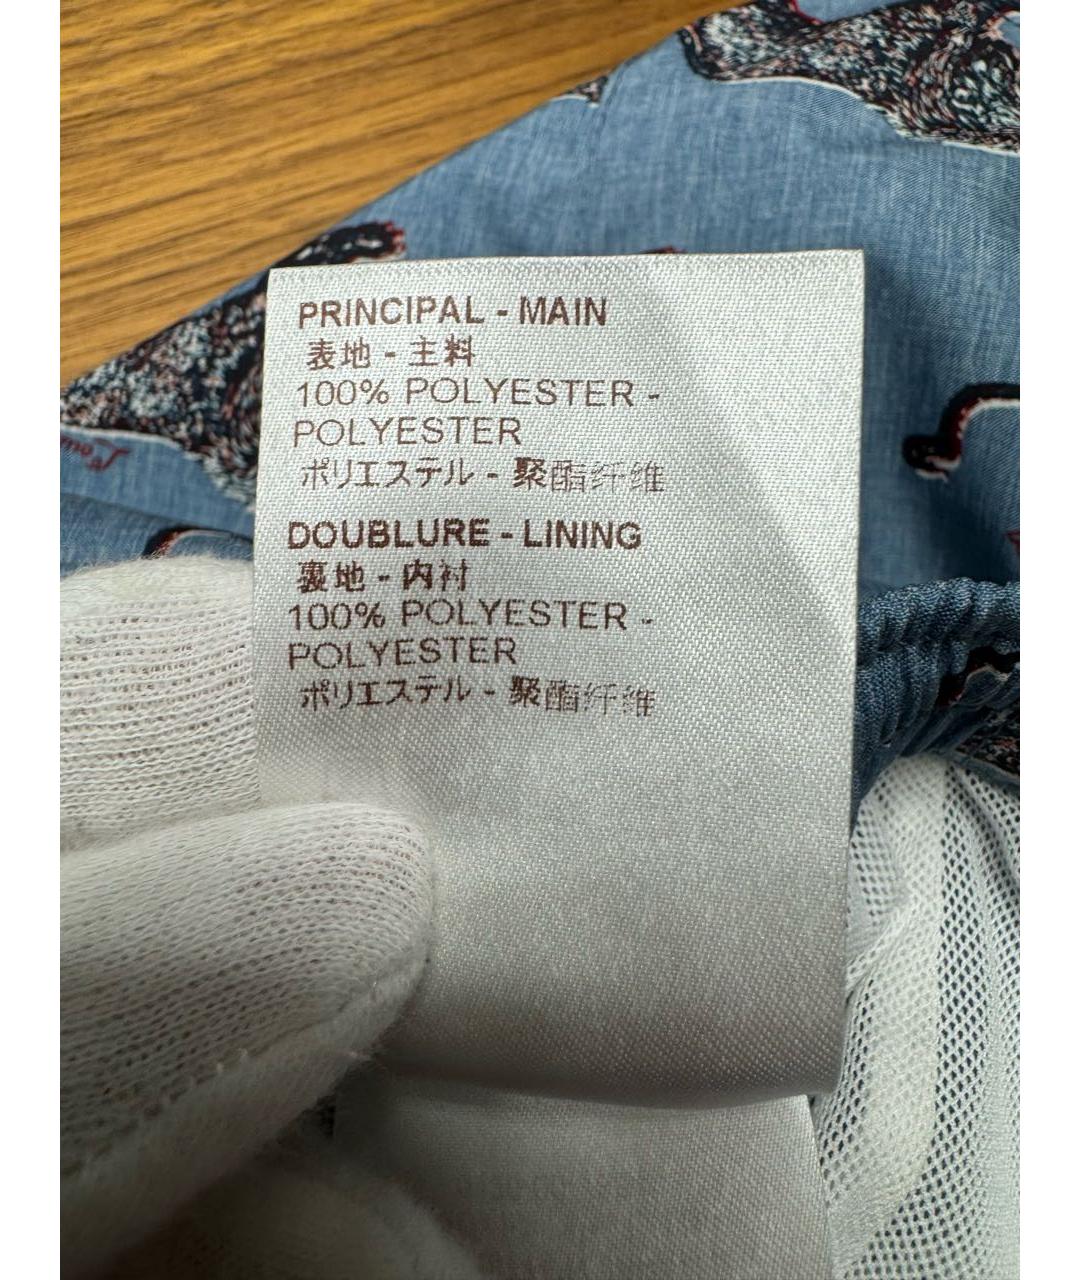 PRINCIPAL - MAIN
表地 - 主料
100% POLYESTER -
POLYESTER
ポリエステル - 聚酯纤维
DOUBLURE - LINING
裏地 - 内衬
100% POLYESTER -
POLYESTER
ポリエステル - 聚酯纤维